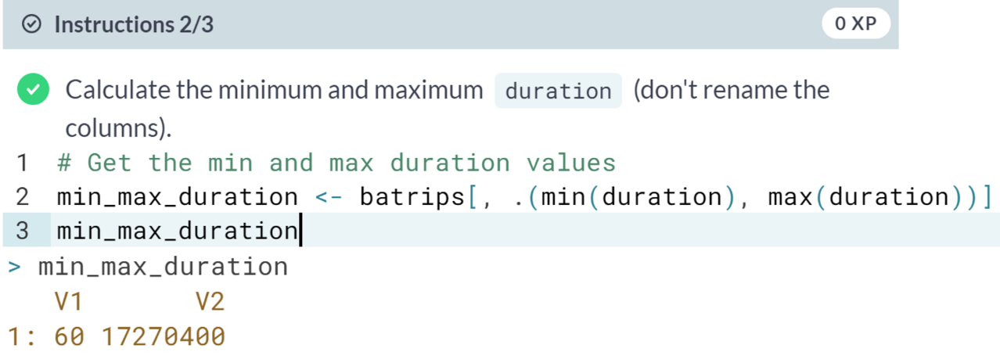 Instructions 2/3 0 XP
Calculate the minimum and maximum duration (don't rename the
columns).
1 # Get the min and max duration values
2 min_max_duration <- batrips[, .(min(duration), max(duration))]
3 min_max_duration
> min_max_duration
V1 V2
1: 60 17270400